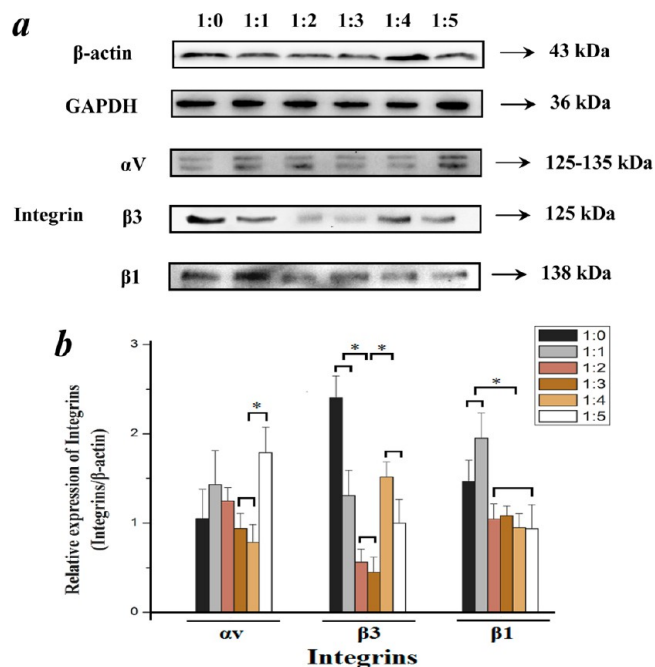 a
1:0 1:1 1:2 1:3 1:4 1:5
β-actin 43 kDa
GAPDH 36 kDa
αV 125-135 kDa
Integrin β3 125 kDa
β1 138 kDa
b
Relative expression of Integrins
(Integrins/β-actin)
3
2
1
0
* * * *
1:0
1:1
1:2
1:3
1:4
1:5
αv β3 β1
Integrins